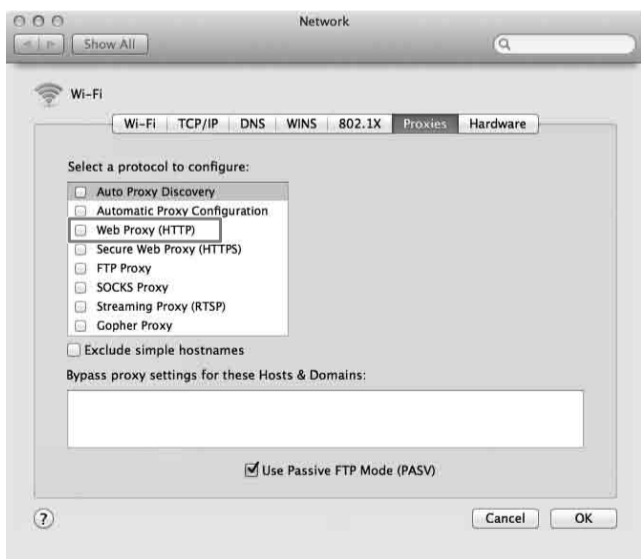 Network
Show All
Wi-Fi
Wi-Fi TCP/IP DNS WINS 802.1X Proxies Hardware
Select a protocol to configure:
Auto Proxy Discovery
Automatic Proxy Configuration
Web Proxy (HTTP)
Secure Web Proxy (HTTPS)
FTP Proxy
SOCKS Proxy
Streaming Proxy (RTSP)
Gopher Proxy
Exclude simple hostnames
Bypass proxy settings for these Hosts & Domains:
Use Passive FTP Mode (PASV)
? Cancel OK